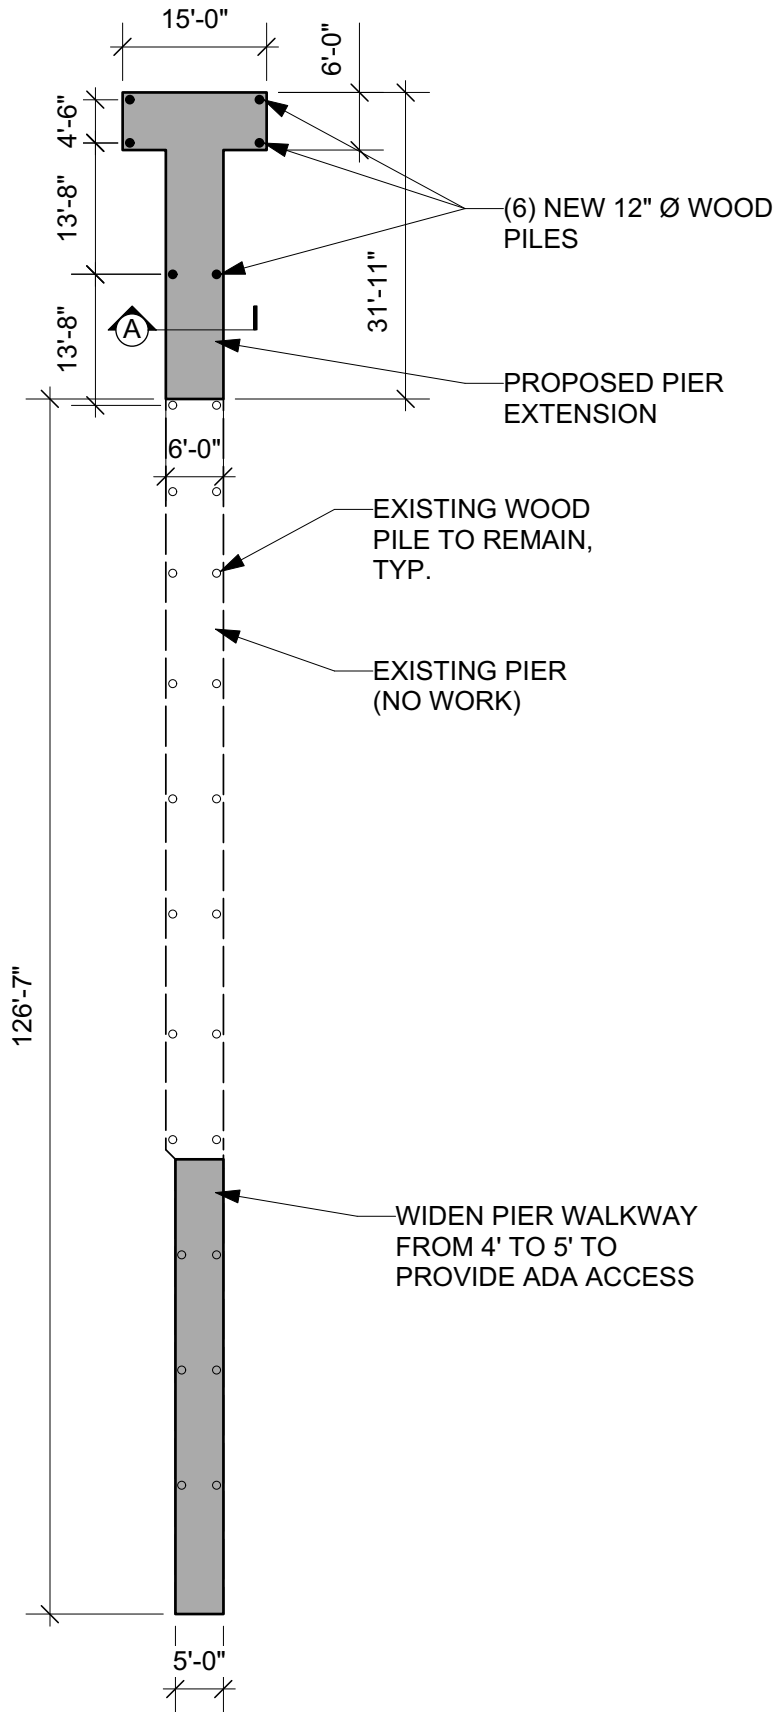 15'-0"
6'-0"
4'-6"
13'-8"
(6) NEW 12" Ø WOOD
PILES
31'-11"
13'-8"
A
PROPOSED PIER
EXTENSION
6'-0"
EXISTING WOOD
PILE TO REMAIN,
TYP.
EXISTING PIER
(NO WORK)
126'-7"
WIDEN PIER WALKWAY
FROM 4' TO 5' TO
PROVIDE ADA ACCESS
5'-0"